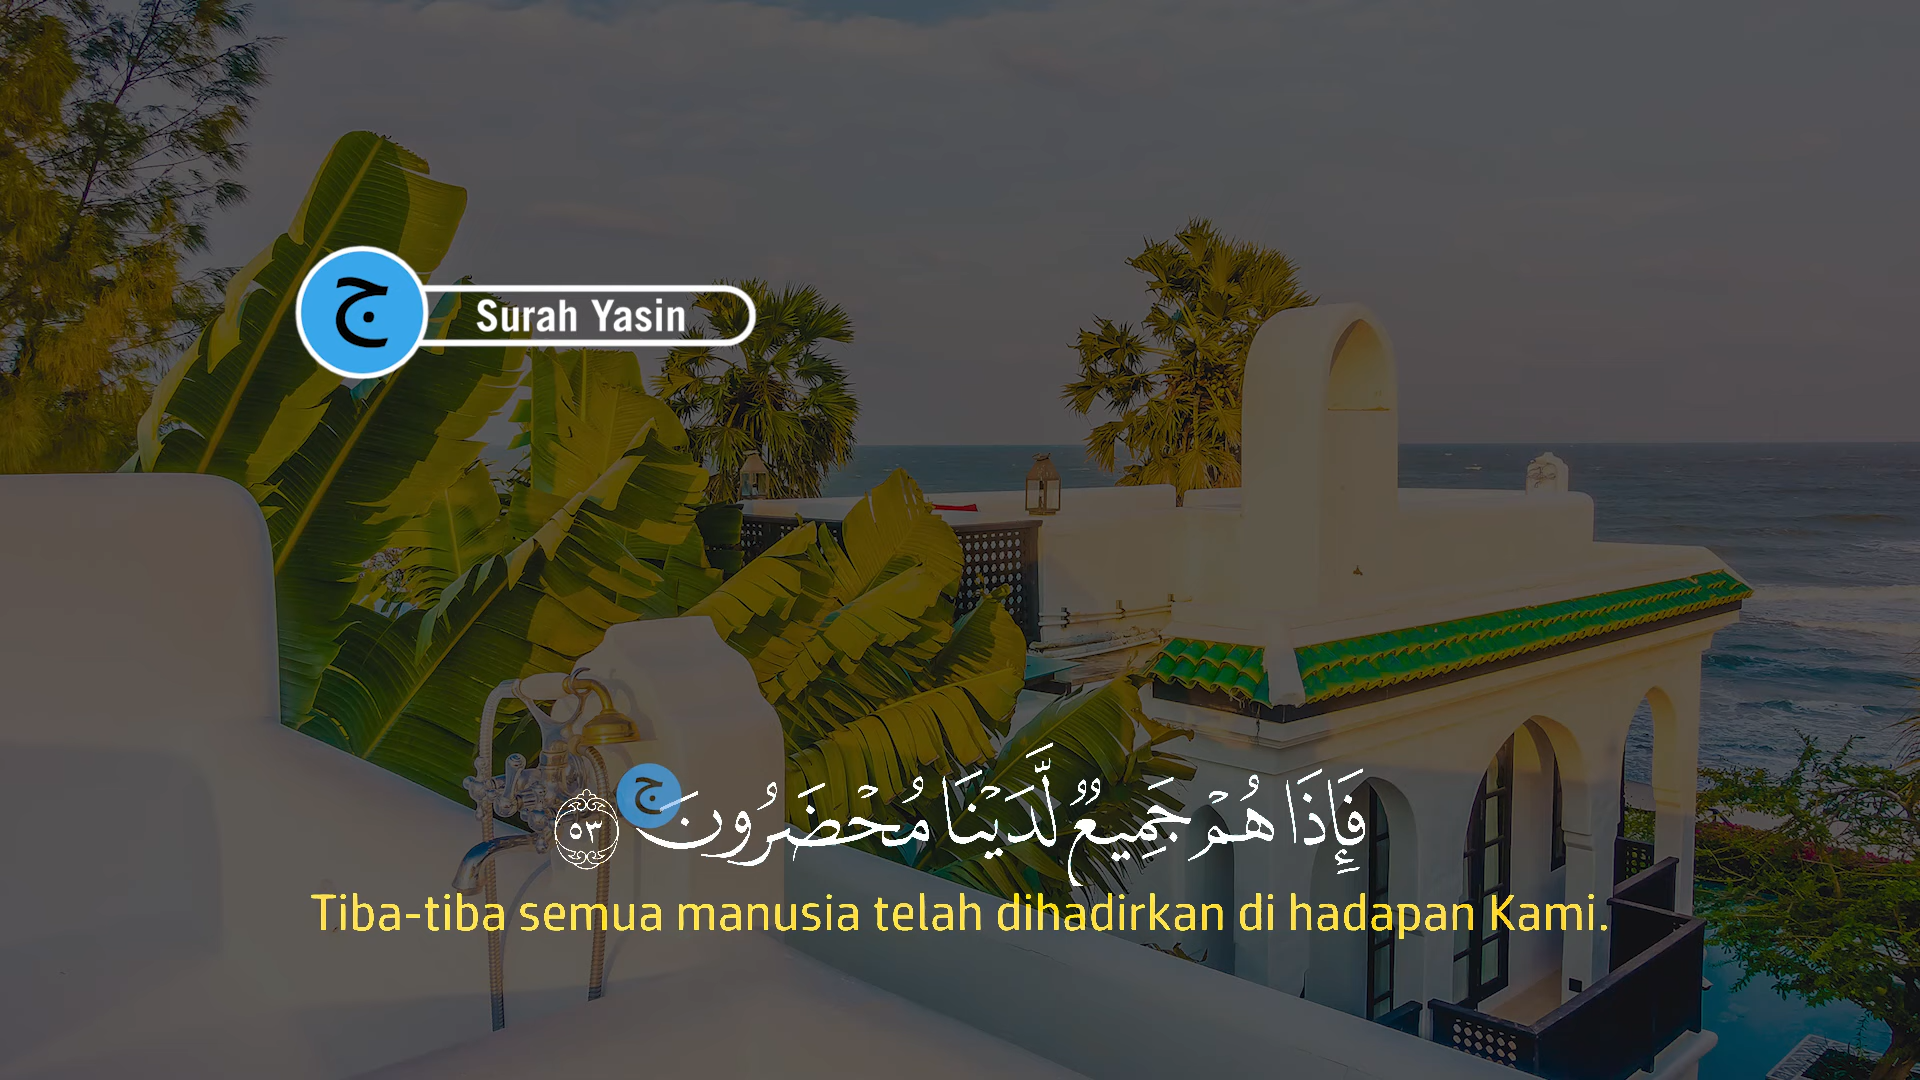 ج
Surah Yasin
فَإِذَا هُمْ جَمِيعٌ لَّدَيْنَا مُحْضَرُونَ ج ٥٣
Tiba-tiba semua manusia telah dihadirkan di hadapan Kami.